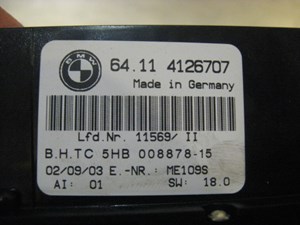 BMW
64.11 4126707
Made in Germany
Lfd.Nr. 11569/ II
B.H.TC 5HB 008878-15
02/09/03 E.-NR.: ME109S
AI: 01 SW: 18.0